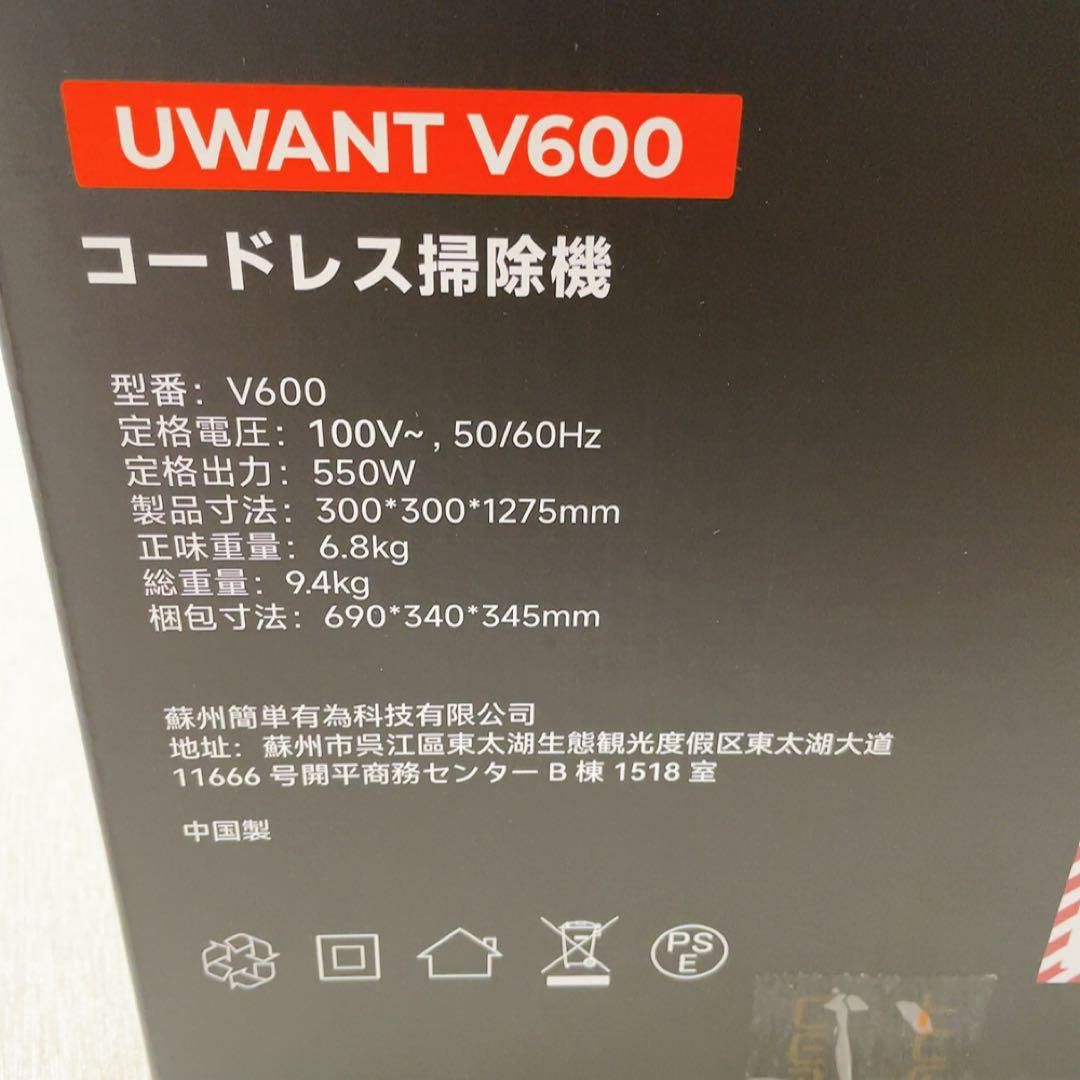 UWANT V600
コードレス掃除機
型番：V600
定格電圧：100V~ , 50/60Hz
定格出力：550W
製品寸法：300*300*1275mm
正味重量：6.8kg
総重量：9.4kg
梱包寸法：690*340*345mm
蘇州簡単有為科技有限公司
地址：蘇州市呉江區東太湖生態観光度假区東太湖大道
11666 号開平商務センター B 棟 1518 室
中国製
PS
E